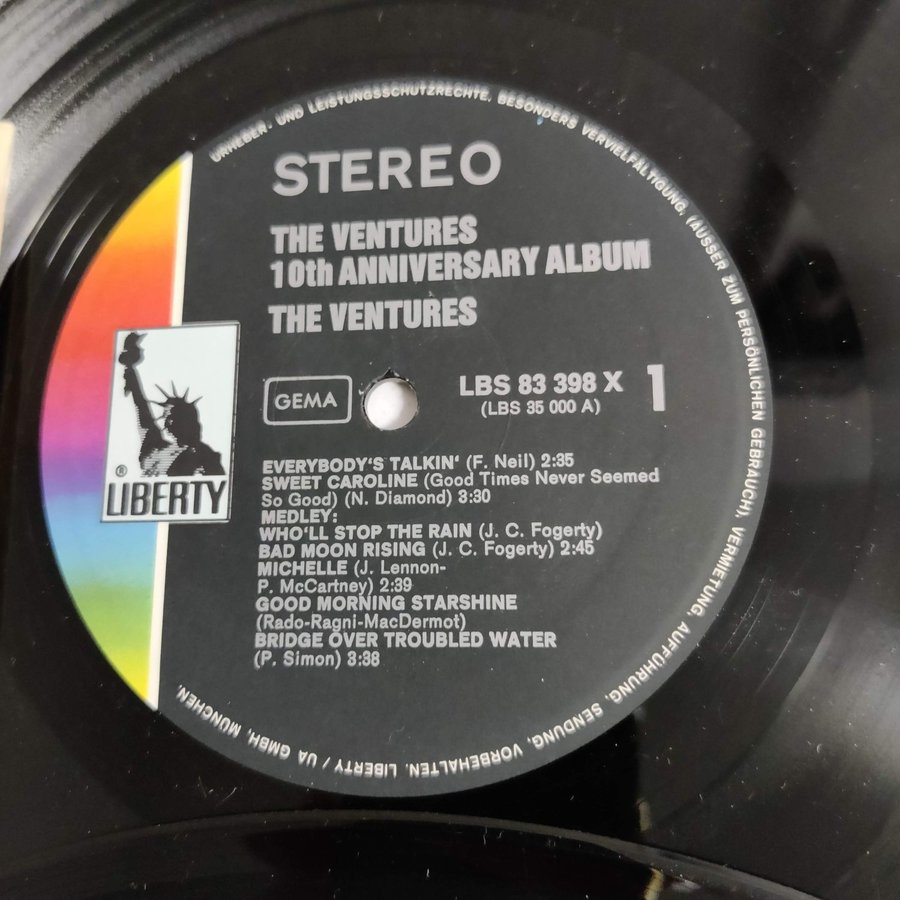 URHEBER- UND LEISTUNGSSCHUTZRECHTE, BESONDERS VERVIELFÄLTIGUNG, (AUSSER ZUM PERSÖNLICHEN GEBRAUCH), VERMIETUNG, AUFFÜHRUNG, SENDUNG, VORBEHALTEN. LIBERTY / UA GMBH, MÜNCHEN.
STEREO
THE VENTURES
10th ANNIVERSARY ALBUM
THE VENTURES
GEMA
LBS 83 398 X 1
(LBS 35 000 A)
® LIBERTY
EVERYBODY'S TALKIN' (F. Neil) 2:35
SWEET CAROLINE (Good Times Never Seemed
So Good) (N. Diamond) 3:30
MEDLEY:
WHO'LL STOP THE RAIN (J. C. Fogerty)
BAD MOON RISING (J. C. Fogerty) 2:45
MICHELLE (J. Lennon-
P. McCartney) 2:39
GOOD MORNING STARSHINE
(Rado-Ragni-MacDermot)
BRIDGE OVER TROUBLED WATER
(P. Simon) 3:38